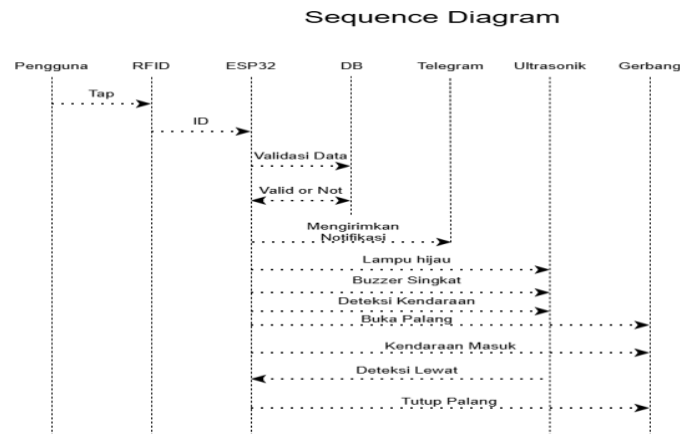 Sequence Diagram
Pengguna RFID ESP32 DB Telegram Ultrasonik Gerbang
Tap
ID
Validasi Data
Valid or Not
Mengirimkan
Notifikasi
Lampu hijau
Buzzer Singkat
Deteksi Kendaraan
Buka Palang
Kendaraan Masuk
Deteksi Lewat
Tutup Palang